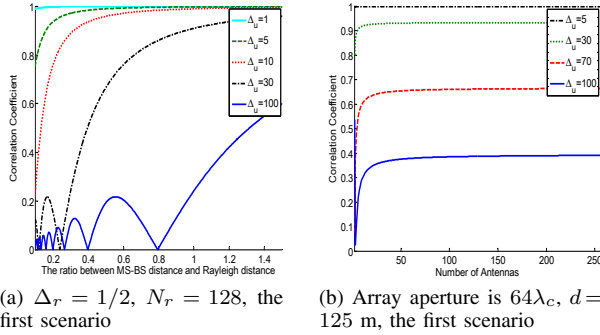 1
0.8
0.6
0.4
0.2
0
Correlation Coefficient
0.2 0.4 0.6 0.8 1 1.2 1.4
The ratio between MS-BS distance and Rayleigh distance
Δu=1
Δu=5
Δu=10
Δu=30
Δu=100
(a) Δr = 1/2, Nr = 128, the
first scenario
1
0.9
0.8
0.7
0.6
0.5
0.4
0.3
0.2
0.1
0
Correlation Coefficient
50 100 150 200 250
Number of Antennas
Δu=5
Δu=30
Δu=70
Δu=100
(b) Array aperture is 64λc, d=
125 m, the first scenario